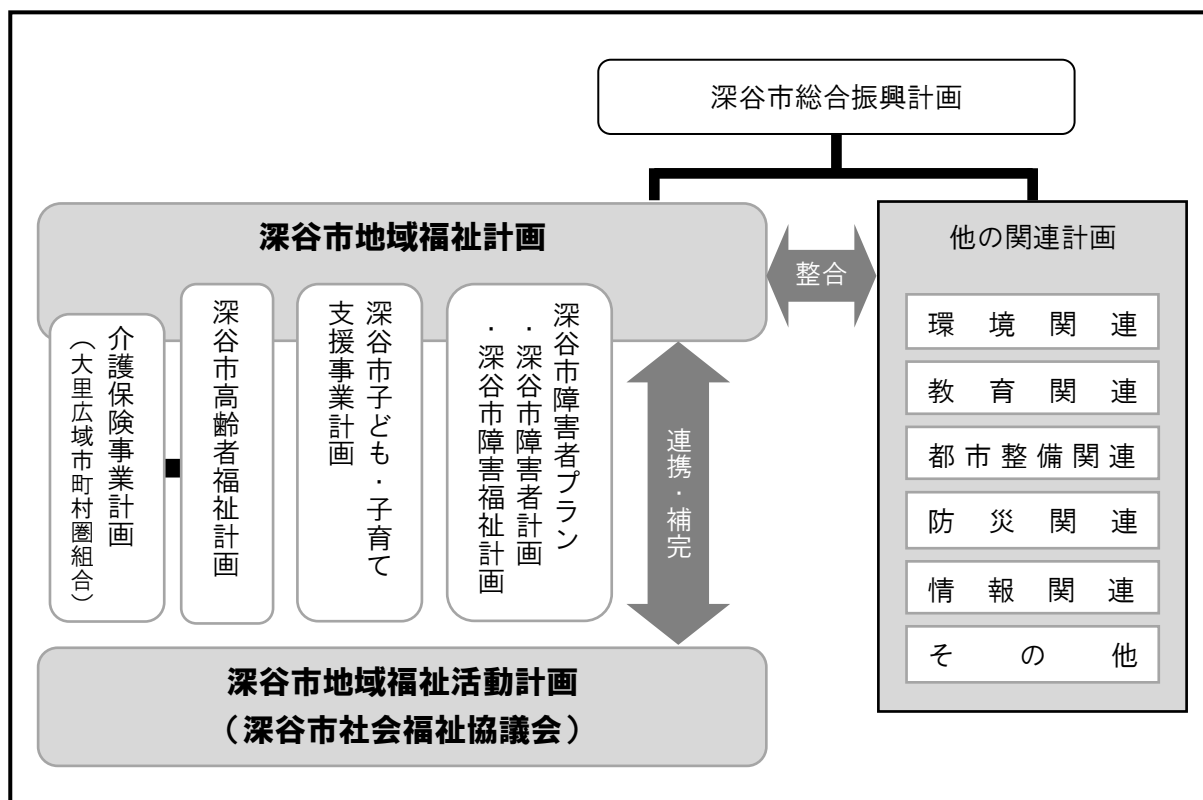 深谷市総合振興計画
深谷市地域福祉計画
整合
他の関連計画
環境関連
教育関連
都市整備関連
防災関連
情報関連
その他
深谷市障害者プラン
・深谷市障害者計画
・深谷市障害福祉計画
深谷市子ども・子育て
支援事業計画
深谷市高齢者福祉計画
介護保険事業計画
（大里広域市町村圏組合）
連携・補完
深谷市地域福祉活動計画
（深谷市社会福祉協議会）